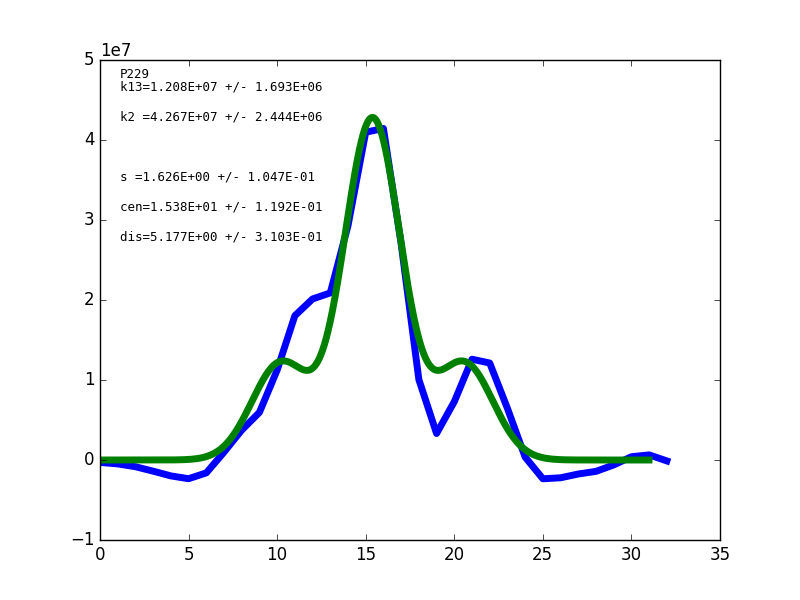 1e7
P229
k13=1.208E+07 +/- 1.693E+06
k2 =4.267E+07 +/- 2.444E+06
s =1.626E+00 +/- 1.047E-01
cen=1.538E+01 +/- 1.192E-01
dis=5.177E+00 +/- 3.103E-01
5
4
3
2
1
0
−1
0 5 10 15 20 25 30 35